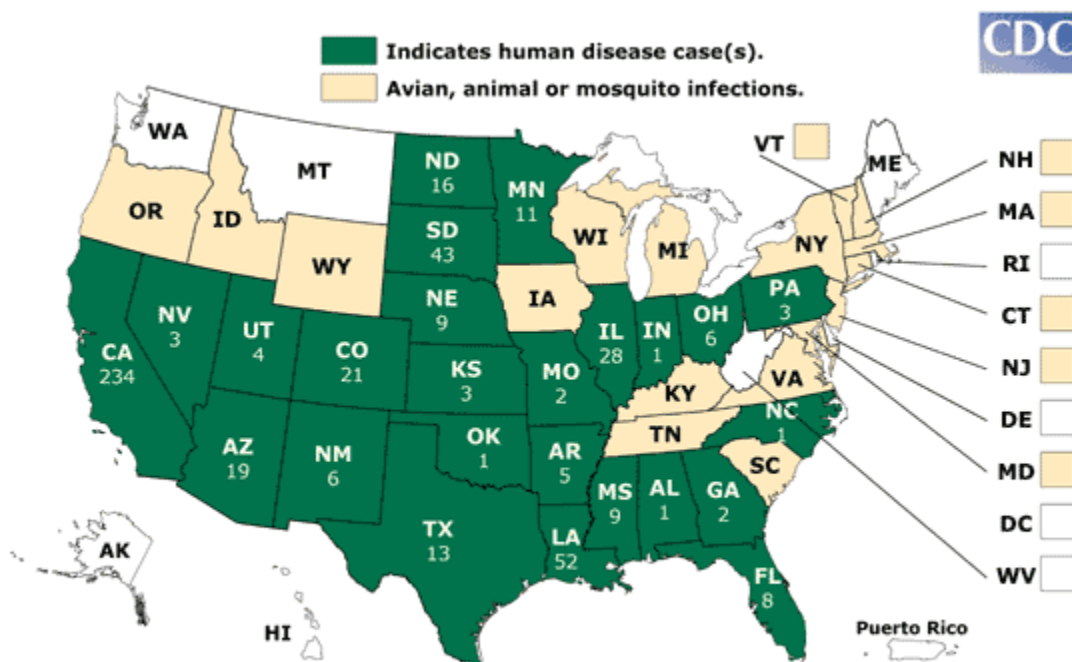 Indicates human disease case(s).
CDC
Avian, animal or mosquito infections.
WA
MT
ND
16
MN
11
VT
ME
NH
OR
ID
WY
SD
43
WI
MI
NY
MA
RI
NE
9
IA
PA
3
CT
CA
234
NV
3
UT
4
CO
21
KS
3
MO
2
IL
28
IN
1
OH
6
NJ
KY
VA
DE
AZ
19
NM
6
OK
1
AR
5
TN
NC
1
MD
SC
TX
13
LA
52
MS
9
AL
1
GA
2
DC
AK
WV
FL
8
HI
Puerto Rico